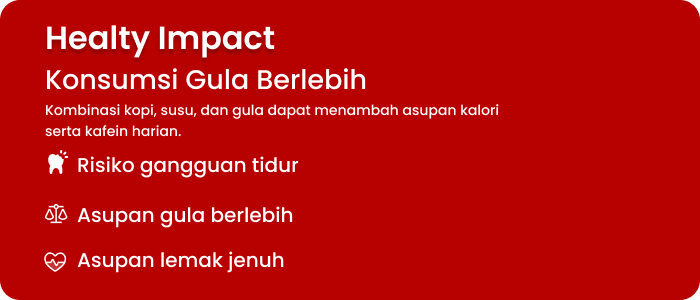 Healty Impact
Konsumsi Gula Berlebih
Kombinasi kopi, susu, dan gula dapat menambah asupan kalori
serta kafein harian.
Risiko gangguan tidur
Asupan gula berlebih
Asupan lemak jenuh